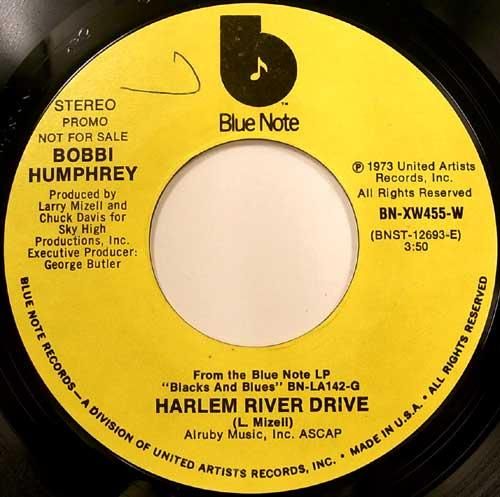 b
™
Blue Note
STEREO
PROMO
NOT FOR SALE
BOBBI
HUMPHREY
Produced by
Larry Mizell and
Chuck Davis for
Sky High
Productions, Inc.
Executive Producer:
George Butler
℗ 1973 United Artists
Records, Inc.
All Rights Reserved
BN-XW455-W
(BNST-12693-E)
3:50
From the Blue Note LP
"Blacks And Blues" BN-LA142-G
HARLEM RIVER DRIVE
(L. Mizell)
Alruby Music, Inc. ASCAP
BLUE NOTE RECORDS — A DIVISION OF UNITED ARTISTS RECORDS, INC. • MADE IN U.S.A. • ALL RIGHTS RESERVED